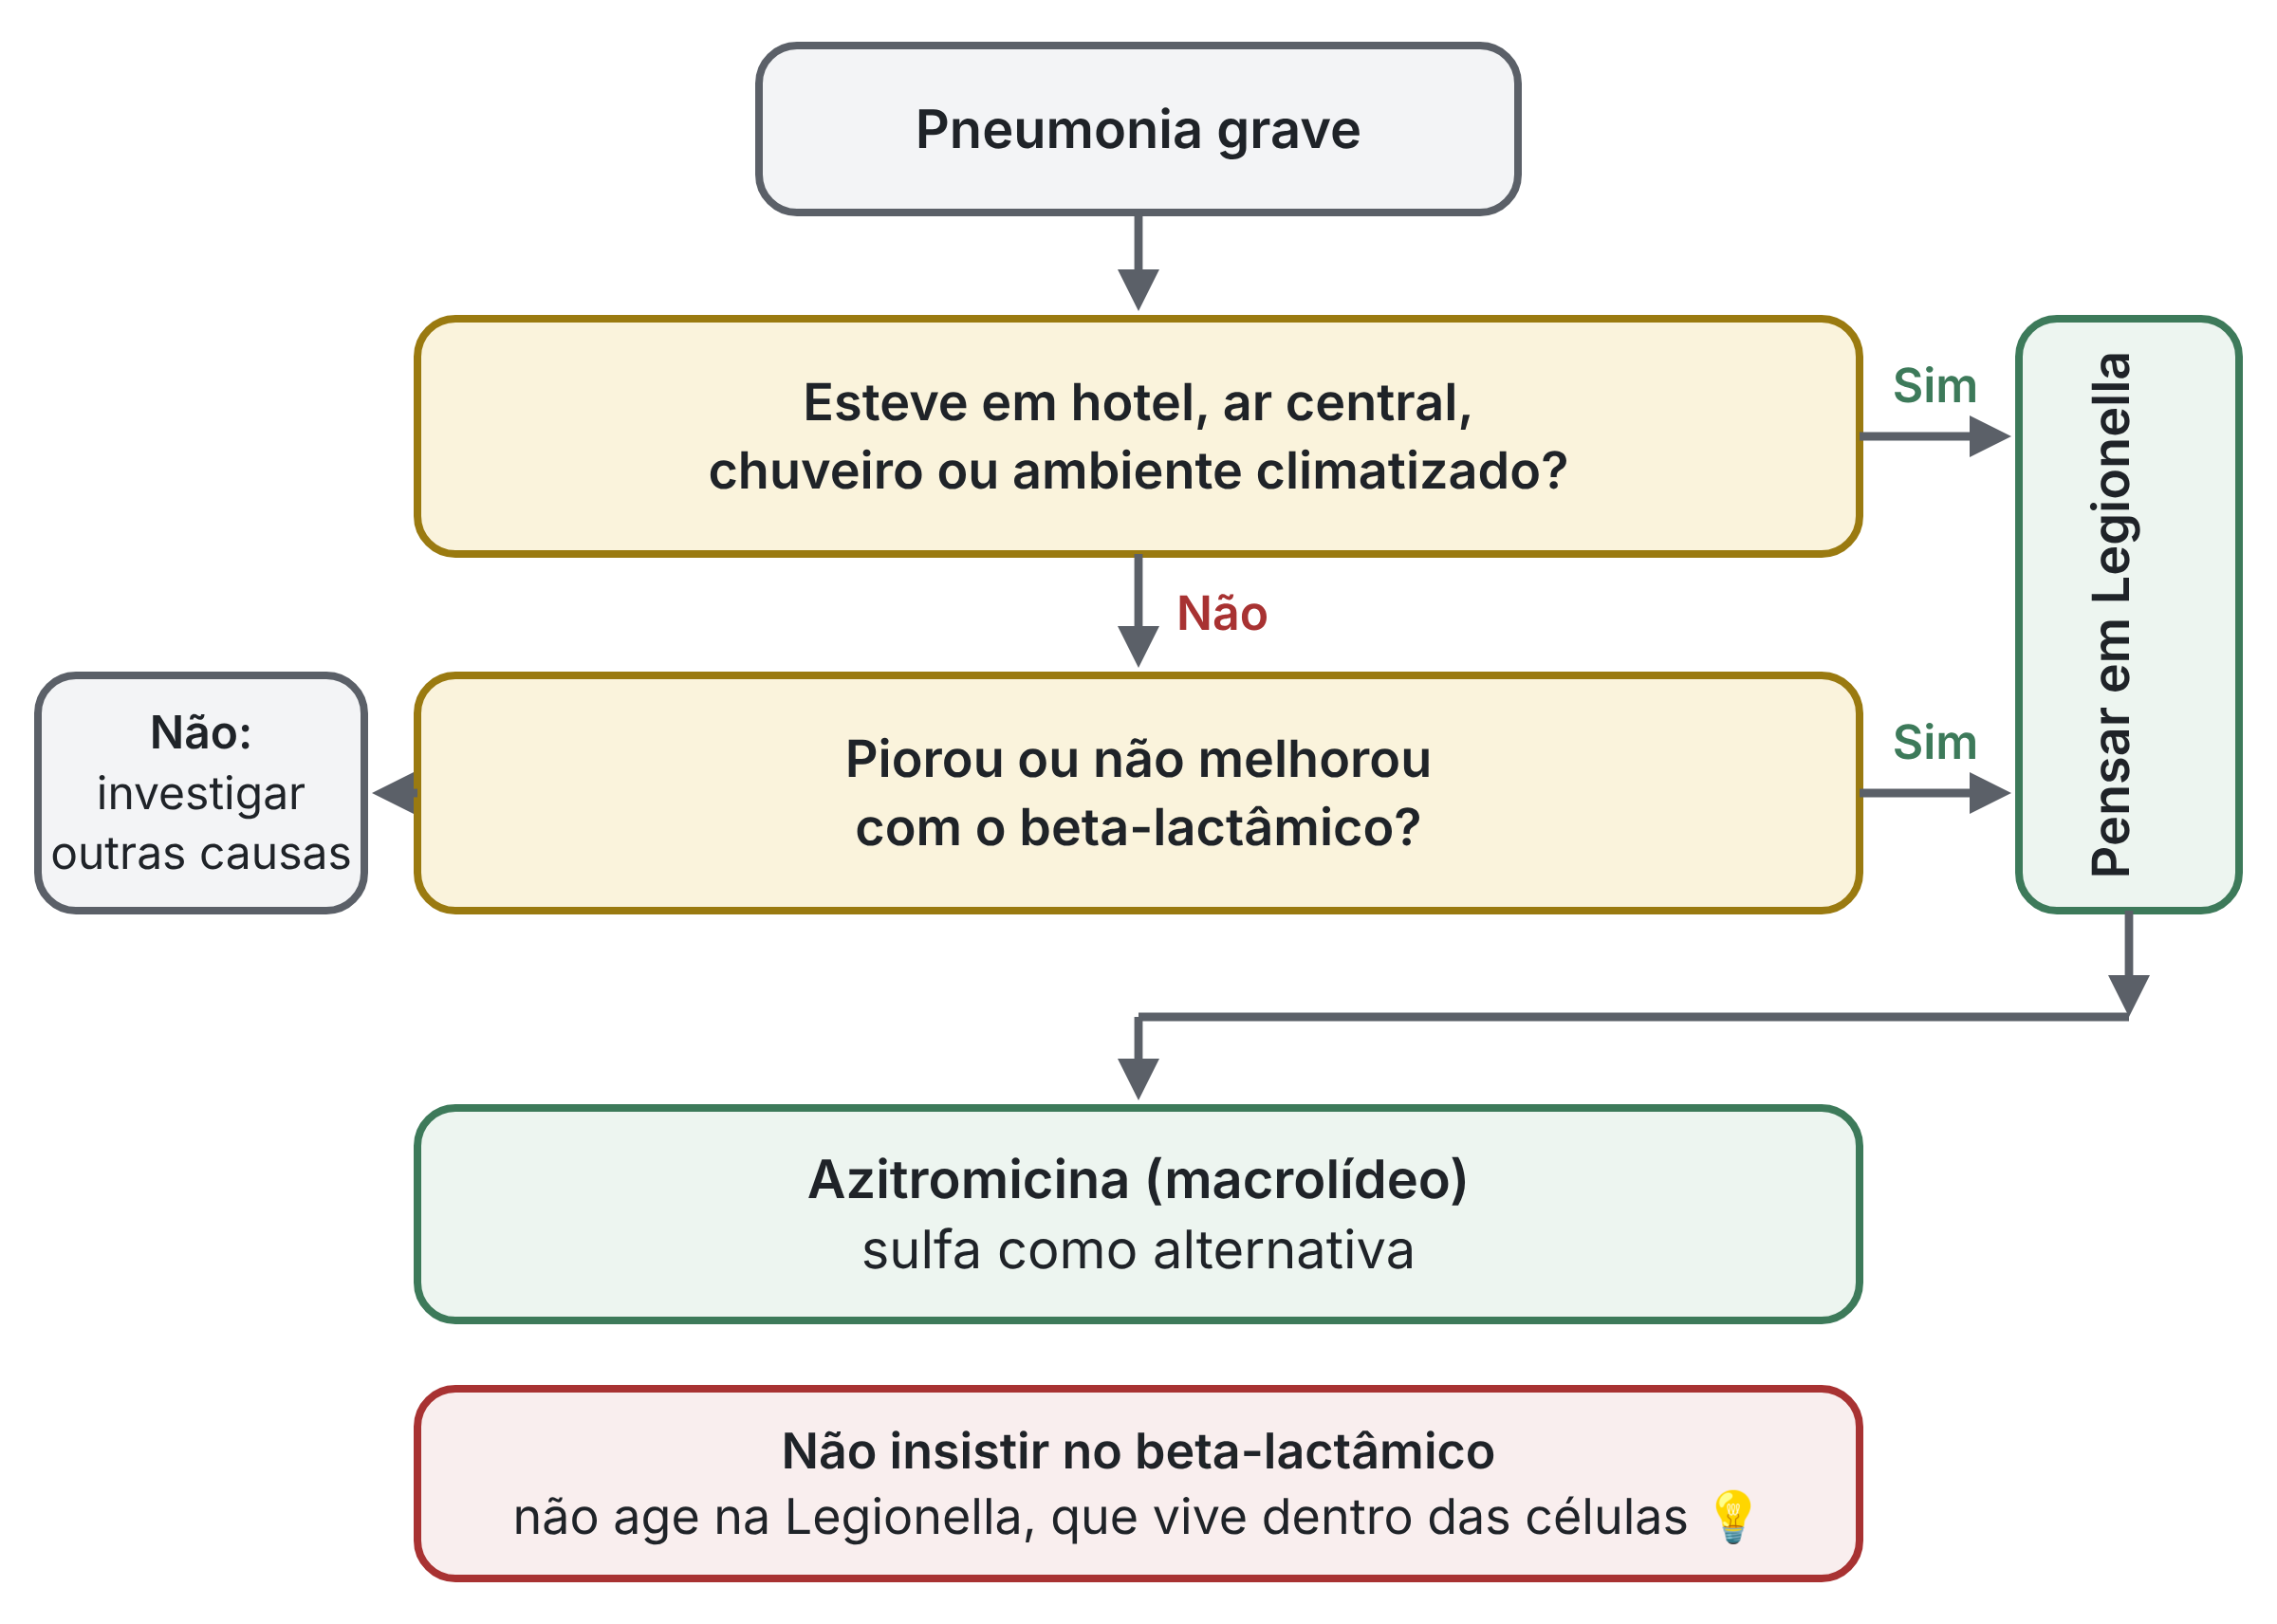 Pneumonia grave
Esteve em hotel, ar central,
chuveiro ou ambiente climatizado?
Sim
Pensar em Legionella
Não
Não:
investigar
outras causas
Piorou ou não melhorou
com o beta-lactâmico?
Sim
Azitromicina (macrolídeo)
sulfa como alternativa
Não insistir no beta-lactâmico
não age na Legionella, que vive dentro das células 💡